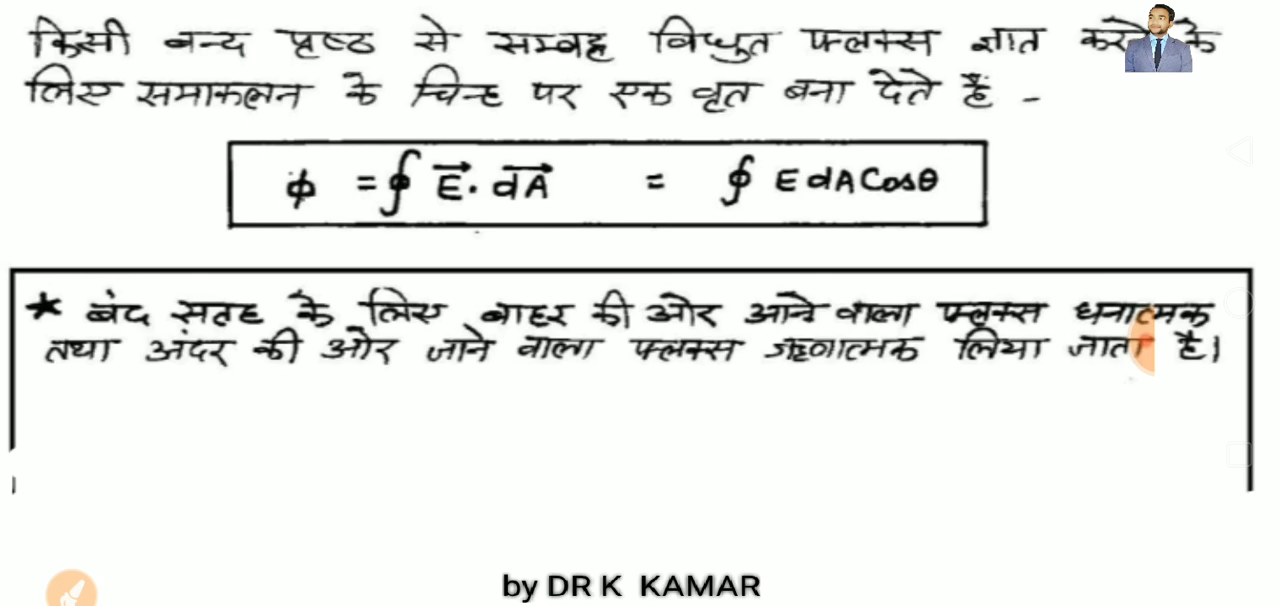 किसी बन्द पृष्ठ से सम्बद्ध विधुत फ्लक्स ज्ञात करने के
लिए समाकलन के चिन्ह पर एक वृत बना देते हैं -
ϕ = ∮ E⃗. dA⃗ = ∮ E dA Cosθ
★ बंद सतह के लिए बाहर की ओर आने वाला फ्लक्स धनात्मक
तथा अंदर की ओर जाने वाला फ्लक्स ऋणात्मक लिया जाता है।
by DR K KAMAR